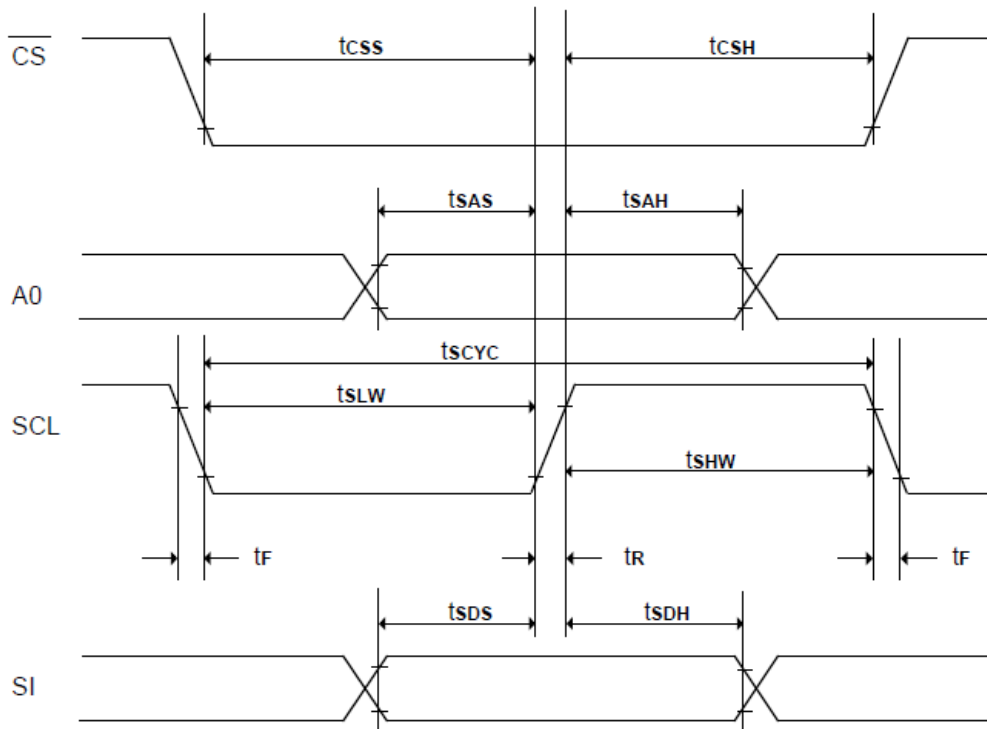 CS
tCSS
tCSH
tSAS
tSAH
A0
tSCYC
tSLW
SCL
tSHW
tF
tR
tF
tSDS
tSDH
SI